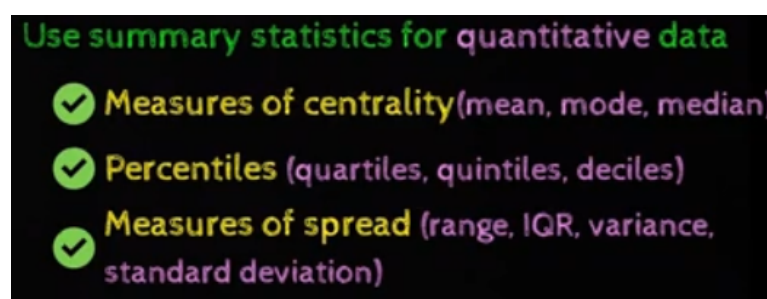 Use summary statistics for quantitative data
Measures of centrality(mean, mode, median)
Percentiles (quartiles, quintiles, deciles)
Measures of spread (range, IQR, variance,
standard deviation)